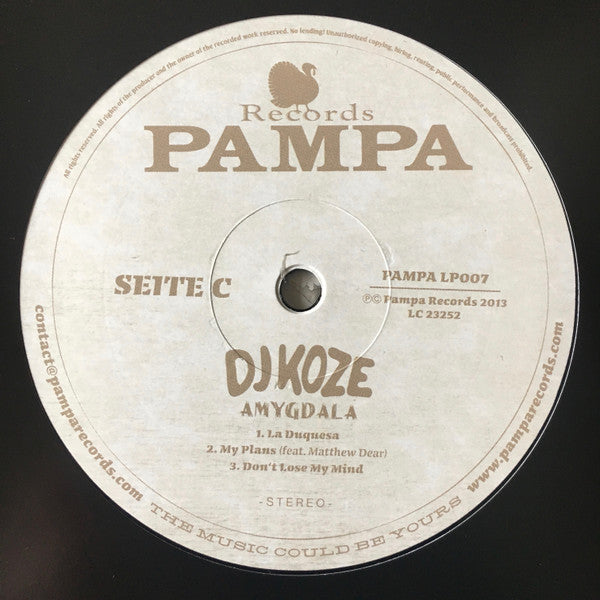 All rights reserved. All rights of the producer and the owner of the recorded work reserved. No lending! Unauthorized copying, hiring, renting, public performance and broadcast prohibited.
Records
PAMPA
SEITE C
PAMPA LP007
℗© Pampa Records 2013
LC 23252
DJ KOZE
AMYGDALA
1. La Duquesa
2. My Plans (feat. Matthew Dear)
3. Don't Lose My Mind
-STEREO-
contact@pamparecords.com
THE MUSIC COULD BE YOURS
www.pamparecords.com